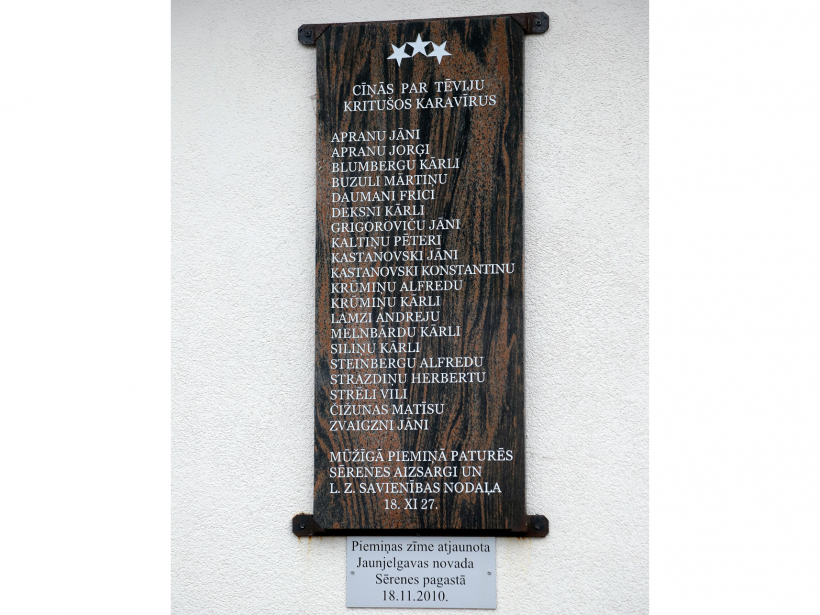 CĪŅĀS PAR TĒVIJU
KRITUŠOS KARAVĪRUS
APRANU JĀNI
APRANU JORĢI
BLUMBERGU KĀRLI
BUZULI MĀRTIŅU
DAUMANI FRICI
DEKSNI KĀRLI
GRIGOROVIČU JĀNI
KALTIŅU PĒTERI
KASTANOVSKI JĀNI
KASTANOVSKI KONSTANTINU
KRŪMIŅU ALFREDU
KRŪMIŅU KĀRLI
LAMZI ANDREJU
MELNBĀRDU KĀRLI
SILIŅU KĀRLI
STEINBERGU ALFREDU
STRAZDIŅU HERBERTU
STRĒLI VILI
ČIŽUNAS MATĪSU
ZVAIGZNI JĀNI
MŪŽĪGĀ PIEMIŅĀ PATURĒS
SĒRENES AIZSARGI UN
L. Z. SAVIENĪBAS NODAĻA
18. XI 27.
Piemiņas zīme atjaunota
Jaunjelgavas novada
Sērenes pagastā
18.11.2010.